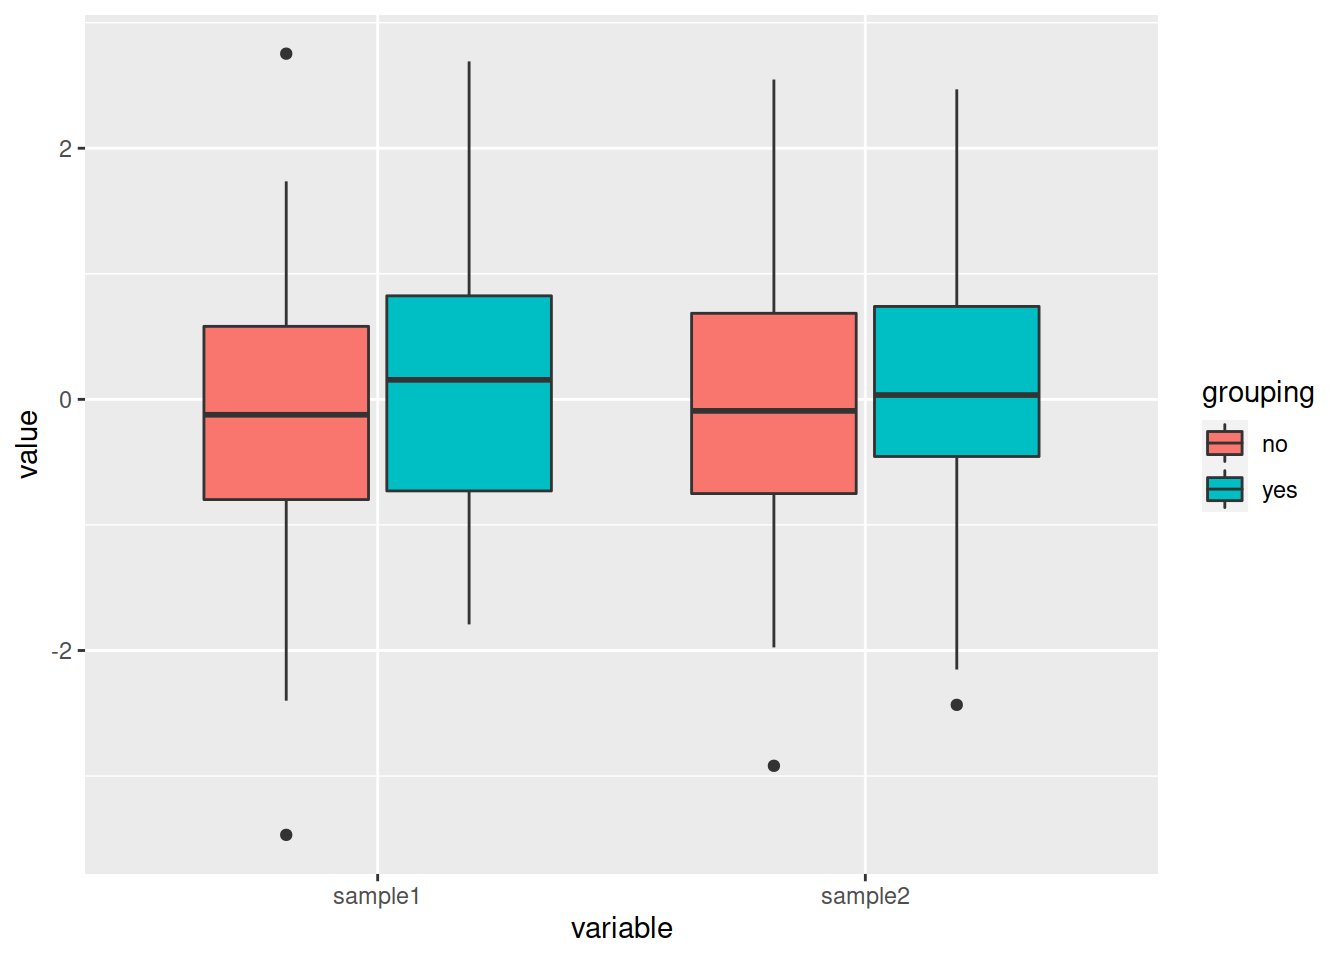 value
2
0
-2
sample1
sample2
variable
grouping
no
yes